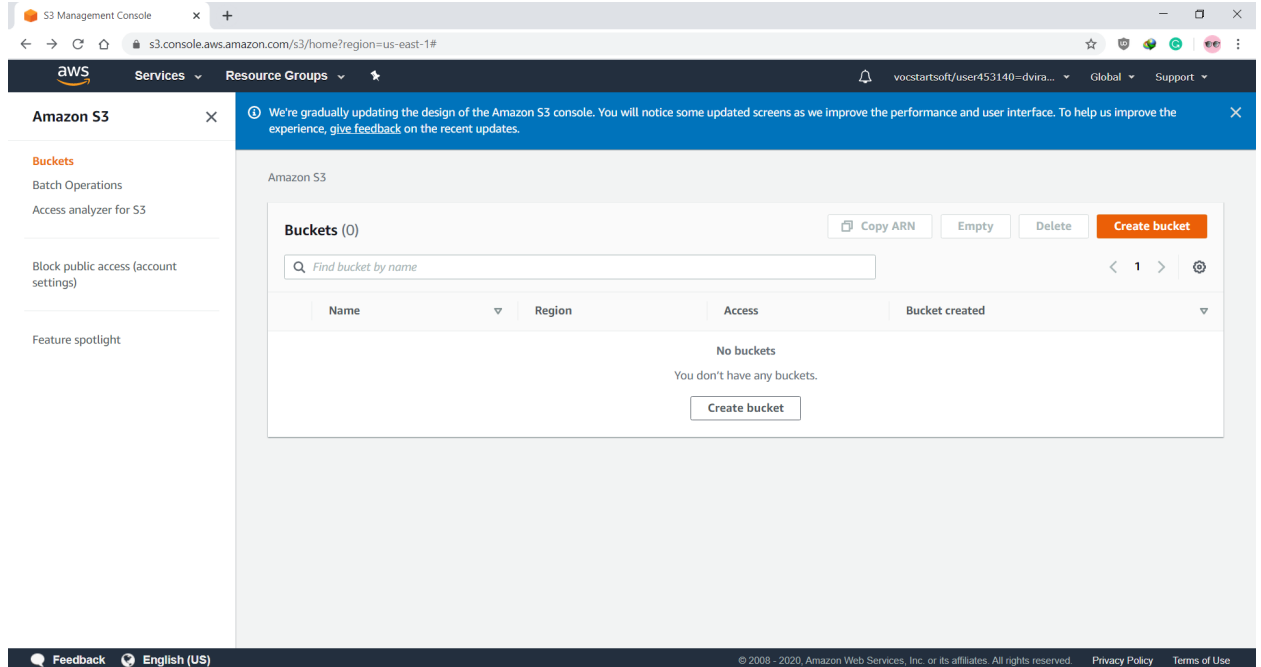 S3 Management Console
s3.console.aws.amazon.com/s3/home?region=us-east-1#
aws Services Resource Groups vocstartsoft/user453140=dvira... Global Support
Amazon S3
We're gradually updating the design of the Amazon S3 console. You will notice some updated screens as we improve the performance and user interface. To help us improve the
experience, give feedback on the recent updates.
Buckets
Batch Operations
Access analyzer for S3
Block public access (account
settings)
Feature spotlight
Amazon S3
Buckets (0) Copy ARN Empty Delete Create bucket
Find bucket by name 1
Name Region Access Bucket created
No buckets
You don't have any buckets.
Create bucket
Feedback English (US) © 2008 - 2020, Amazon Web Services, Inc. or its affiliates. All rights reserved. Privacy Policy Terms of Use